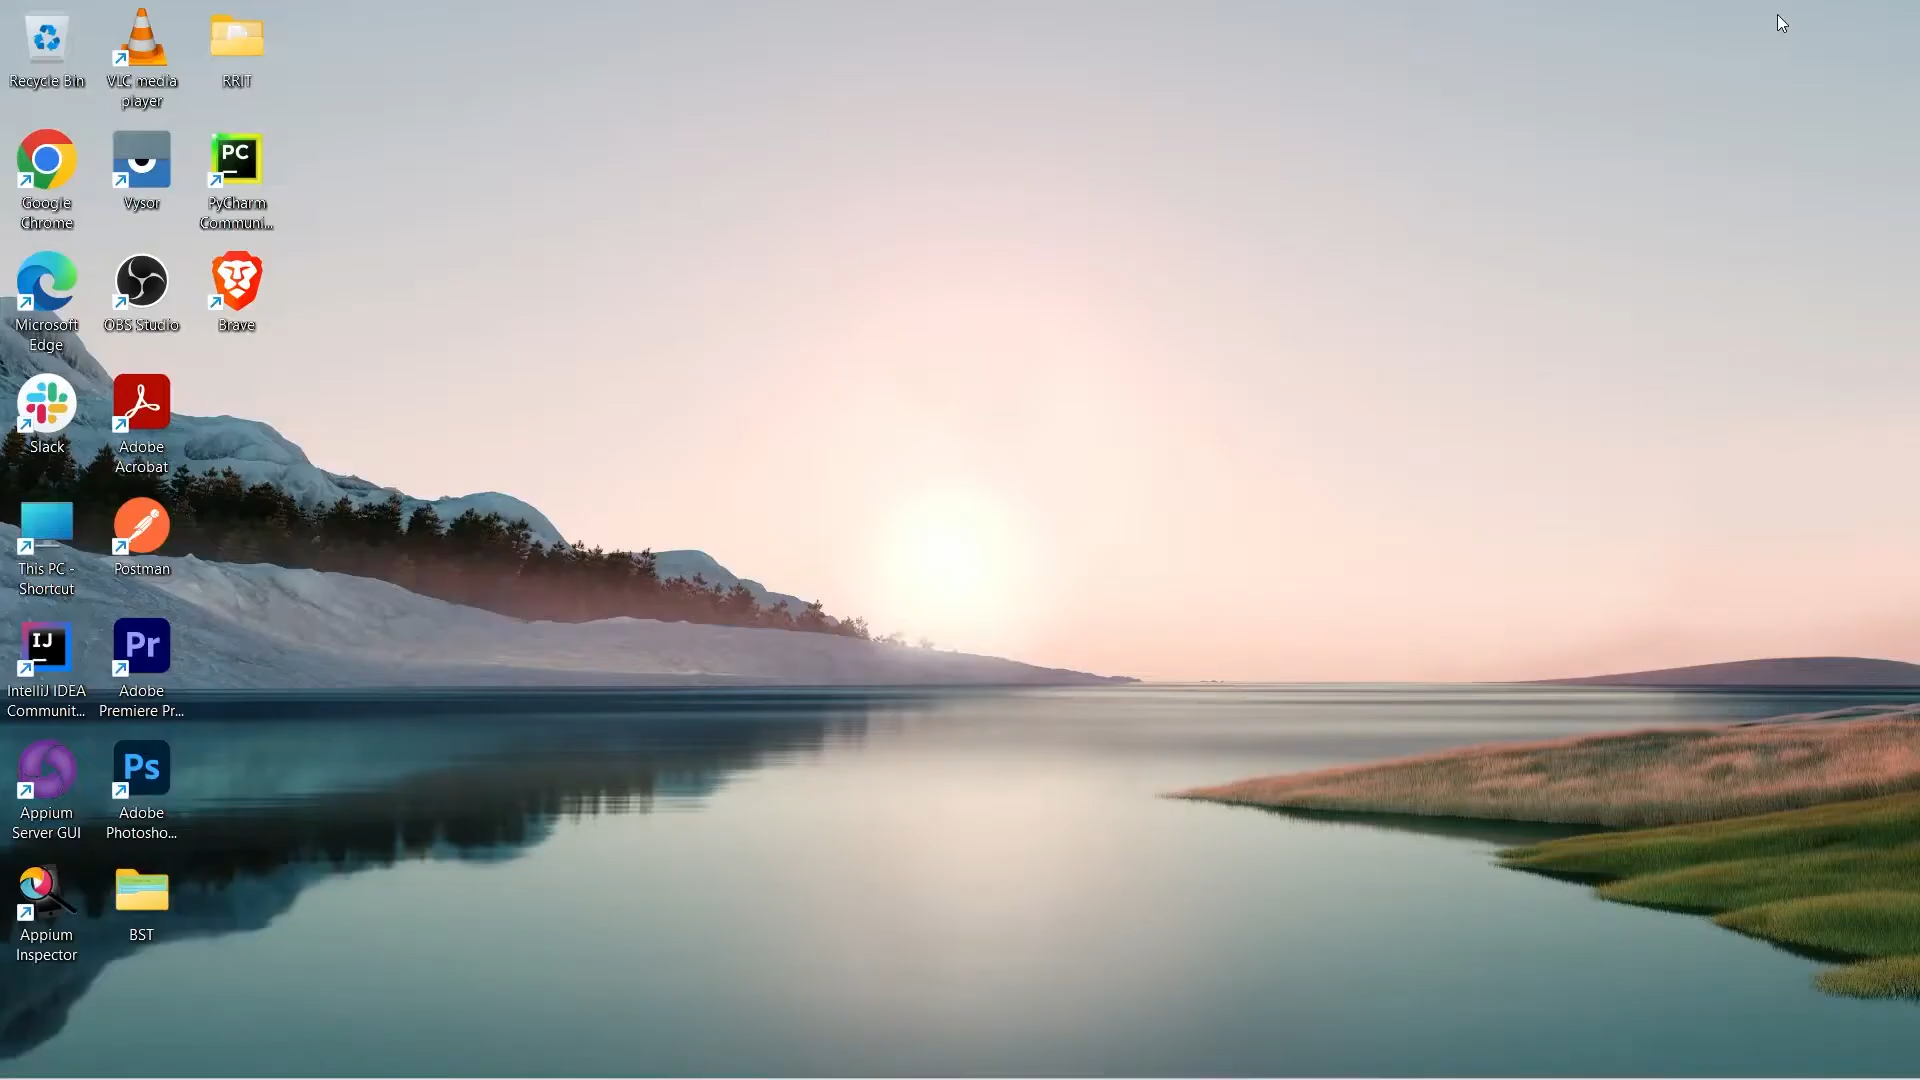 Recycle Bin
VLC media
player
RRIT
Google
Chrome
Vysor
PC
PyCharm
Communi...
Microsoft
Edge
OBS Studio
Brave
Slack
Adobe
Acrobat
This PC -
Shortcut
Postman
IJ
IntelliJ IDEA
Communit...
Pr
Adobe
Premiere Pr...
Appium
Server GUI
Ps
Adobe
Photosho...
Appium
Inspector
BST